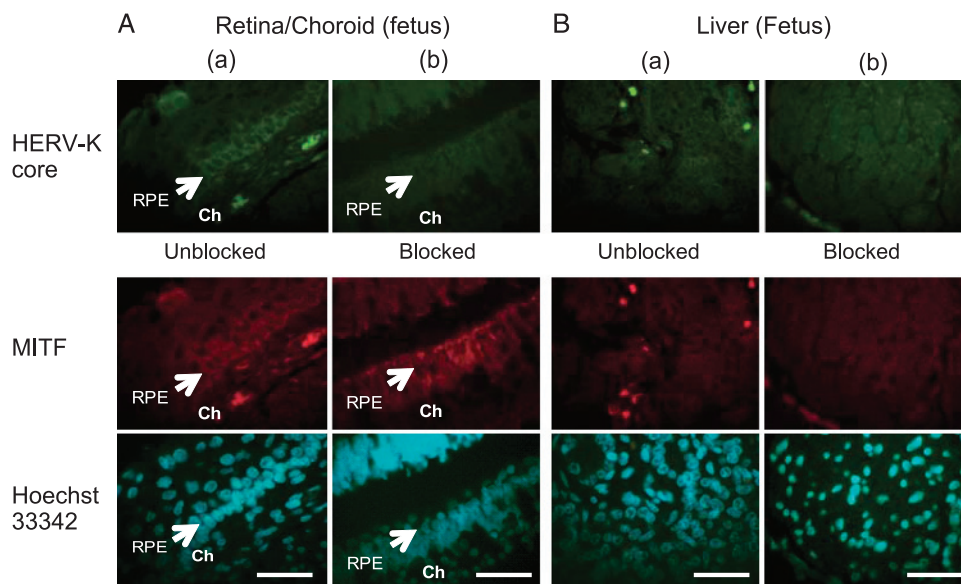 A Retina/Choroid (fetus) B Liver (Fetus)
(a) (b) (a) (b)
HERV-K
core
RPE Ch RPE Ch
Unblocked Blocked Unblocked Blocked
MITF
RPE Ch RPE Ch
Hoechst
33342
RPE Ch RPE Ch